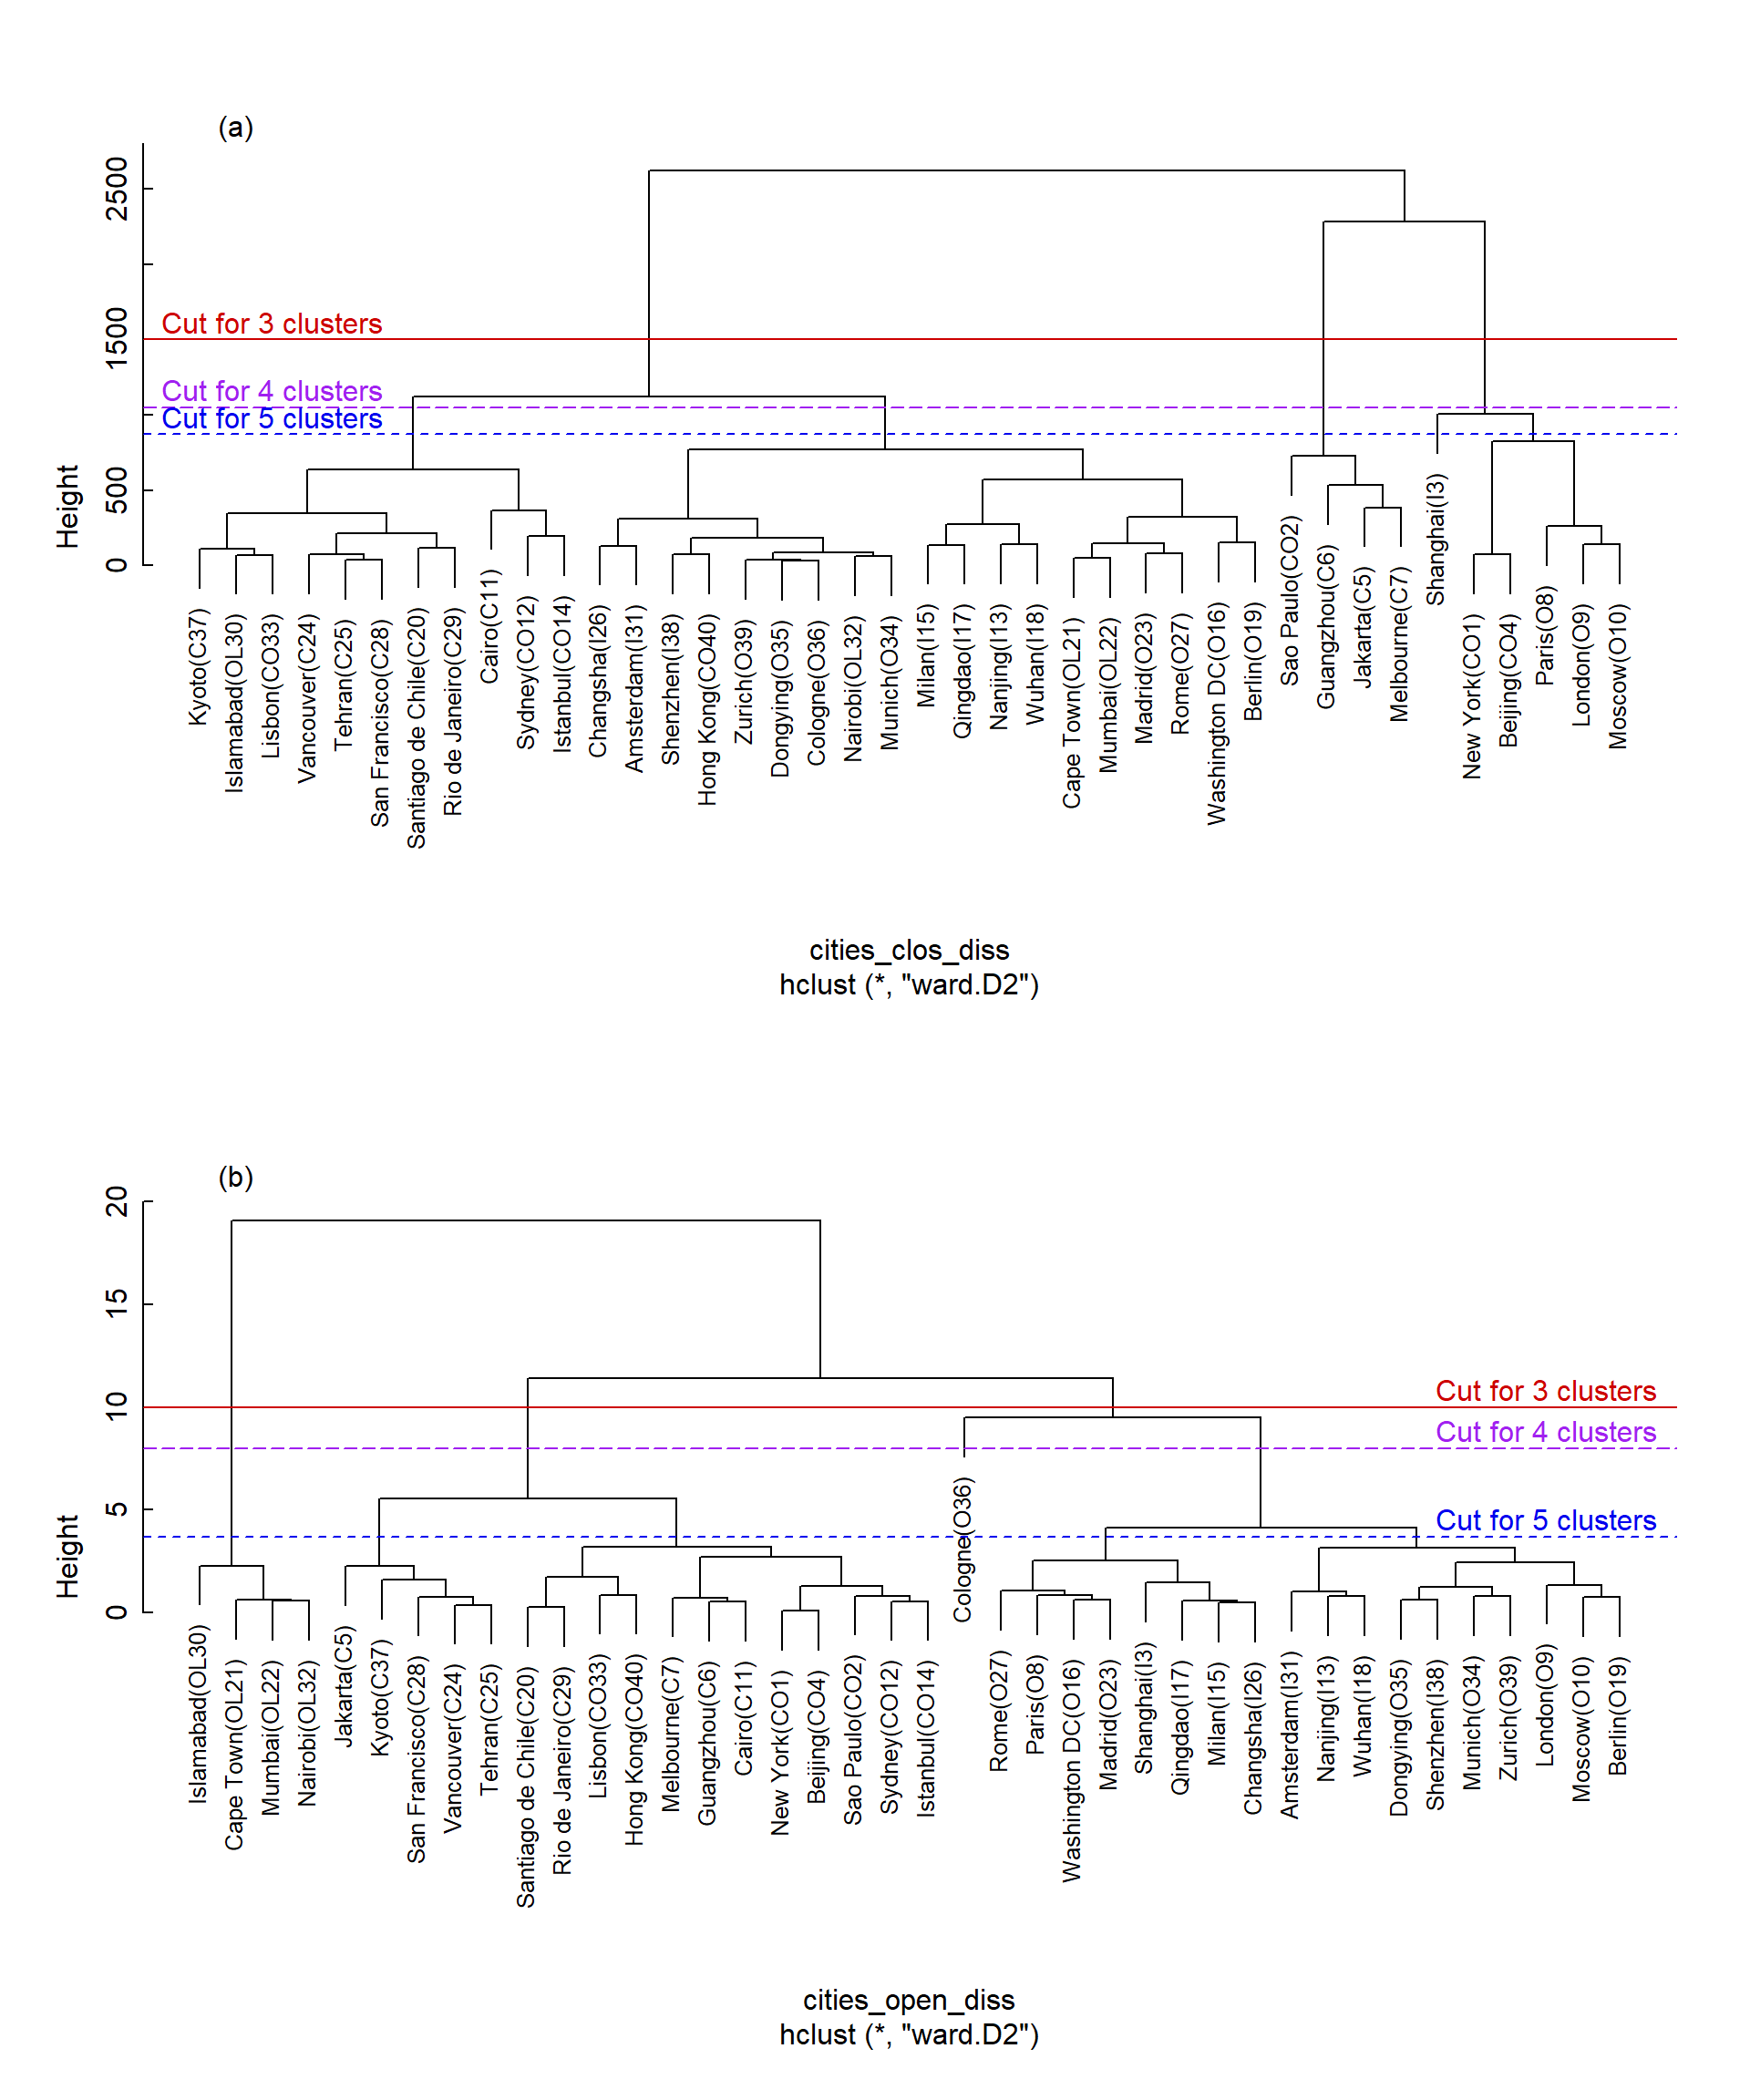 (a)
2500
1500
500
0
Height
Cut for 3 clusters
Cut for 4 clusters
Cut for 5 clusters
Kyoto(C37)
Islamabad(OL30)
Lisbon(CO33)
Vancouver(C24)
Tehran(C25)
San Francisco(C28)
Santiago de Chile(C20)
Rio de Janeiro(C29)
Cairo(C11)
Sydney(CO12)
Istanbul(CO14)
Changsha(I26)
Amsterdam(I31)
Shenzhen(I38)
Hong Kong(CO40)
Zurich(O39)
Dongying(O35)
Cologne(O36)
Nairobi(OL32)
Munich(O34)
Milan(I15)
Qingdao(I17)
Nanjing(I13)
Wuhan(I18)
Cape Town(OL21)
Mumbai(OL22)
Madrid(O23)
Rome(O27)
Washington DC(O16)
Berlin(O19)
Sao Paulo(CO2)
Guangzhou(C6)
Jakarta(C5)
Melbourne(C7)
Shanghai(I3)
New York(CO1)
Beijing(CO4)
Paris(O8)
London(O9)
Moscow(O10)
cities_clos_diss
hclust (*, "ward.D2")
(b)
20
15
10
5
0
Height
Cut for 3 clusters
Cut for 4 clusters
Cut for 5 clusters
Islamabad(OL30)
Cape Town(OL21)
Mumbai(OL22)
Nairobi(OL32)
Jakarta(C5)
Kyoto(C37)
San Francisco(C28)
Vancouver(C24)
Tehran(C25)
Santiago de Chile(C20)
Rio de Janeiro(C29)
Lisbon(CO33)
Hong Kong(CO40)
Melbourne(C7)
Guangzhou(C6)
Cairo(C11)
New York(CO1)
Beijing(CO4)
Sao Paulo(CO2)
Sydney(CO12)
Istanbul(CO14)
Cologne(O36)
Rome(O27)
Paris(O8)
Washington DC(O16)
Madrid(O23)
Shanghai(I3)
Qingdao(I17)
Milan(I15)
Changsha(I26)
Amsterdam(I31)
Nanjing(I13)
Wuhan(I18)
Dongying(O35)
Shenzhen(I38)
Munich(O34)
Zurich(O39)
London(O9)
Moscow(O10)
Berlin(O19)
cities_open_diss
hclust (*, "ward.D2")